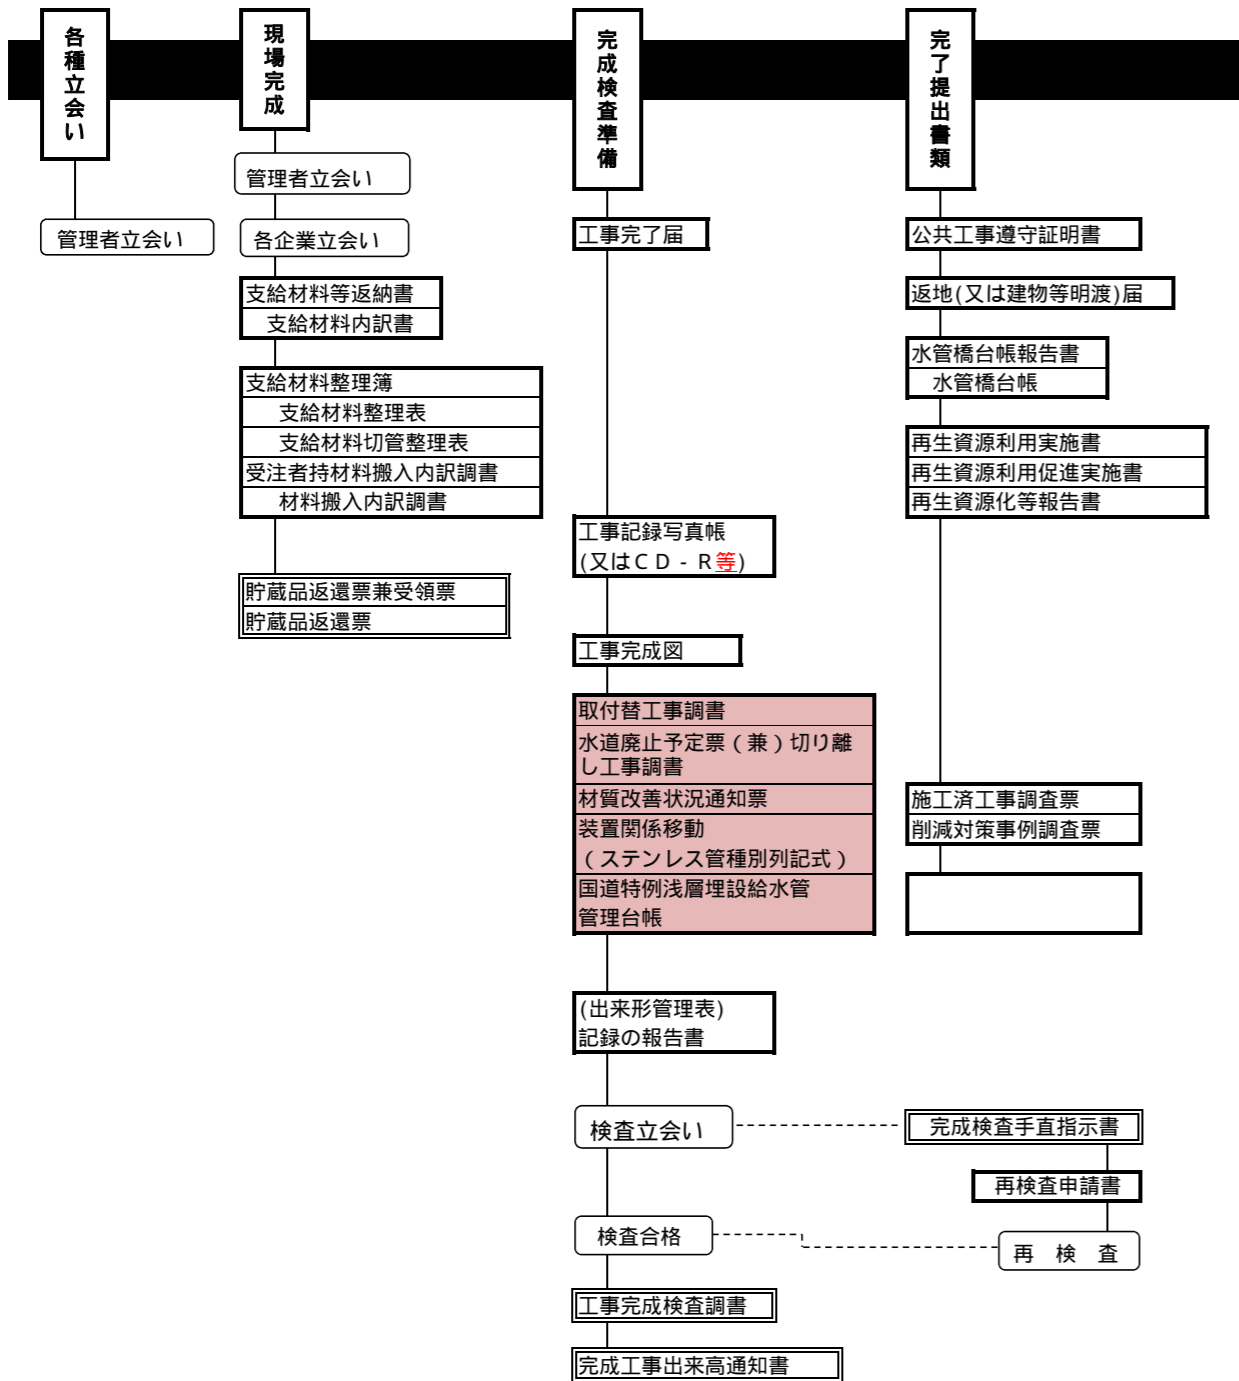 各種立会い
管理者立会い
現場完成
管理者立会い
各企業立会い
支給材料等返納書
支給材料内訳書
支給材料整理簿
支給材料整理表
支給材料切管整理表
受注者持材料搬入内訳調書
材料搬入内訳調書
貯蔵品返還票兼受領票
貯蔵品返還票
完成検査準備
工事完了届
工事記録写真帳
(又はＣＤ‐Ｒ等)
工事完成図
取付替工事調書
水道廃止予定票（兼）切り離
し工事調書
材質改善状況通知票
装置関係移動
（ステンレス管種別列記式）
国道特例浅層埋設給水管
管理台帳
(出来形管理表)
記録の報告書
検査立会い
検査合格
工事完成検査調書
完成工事出来高通知書
完了提出書類
公共工事遵守証明書
返地(又は建物等明渡)届
水管橋台帳報告書
水管橋台帳
再生資源利用実施書
再生資源利用促進実施書
再生資源化等報告書
施工済工事調査票
削減対策事例調査票
完成検査手直指示書
再検査申請書
再　検　査